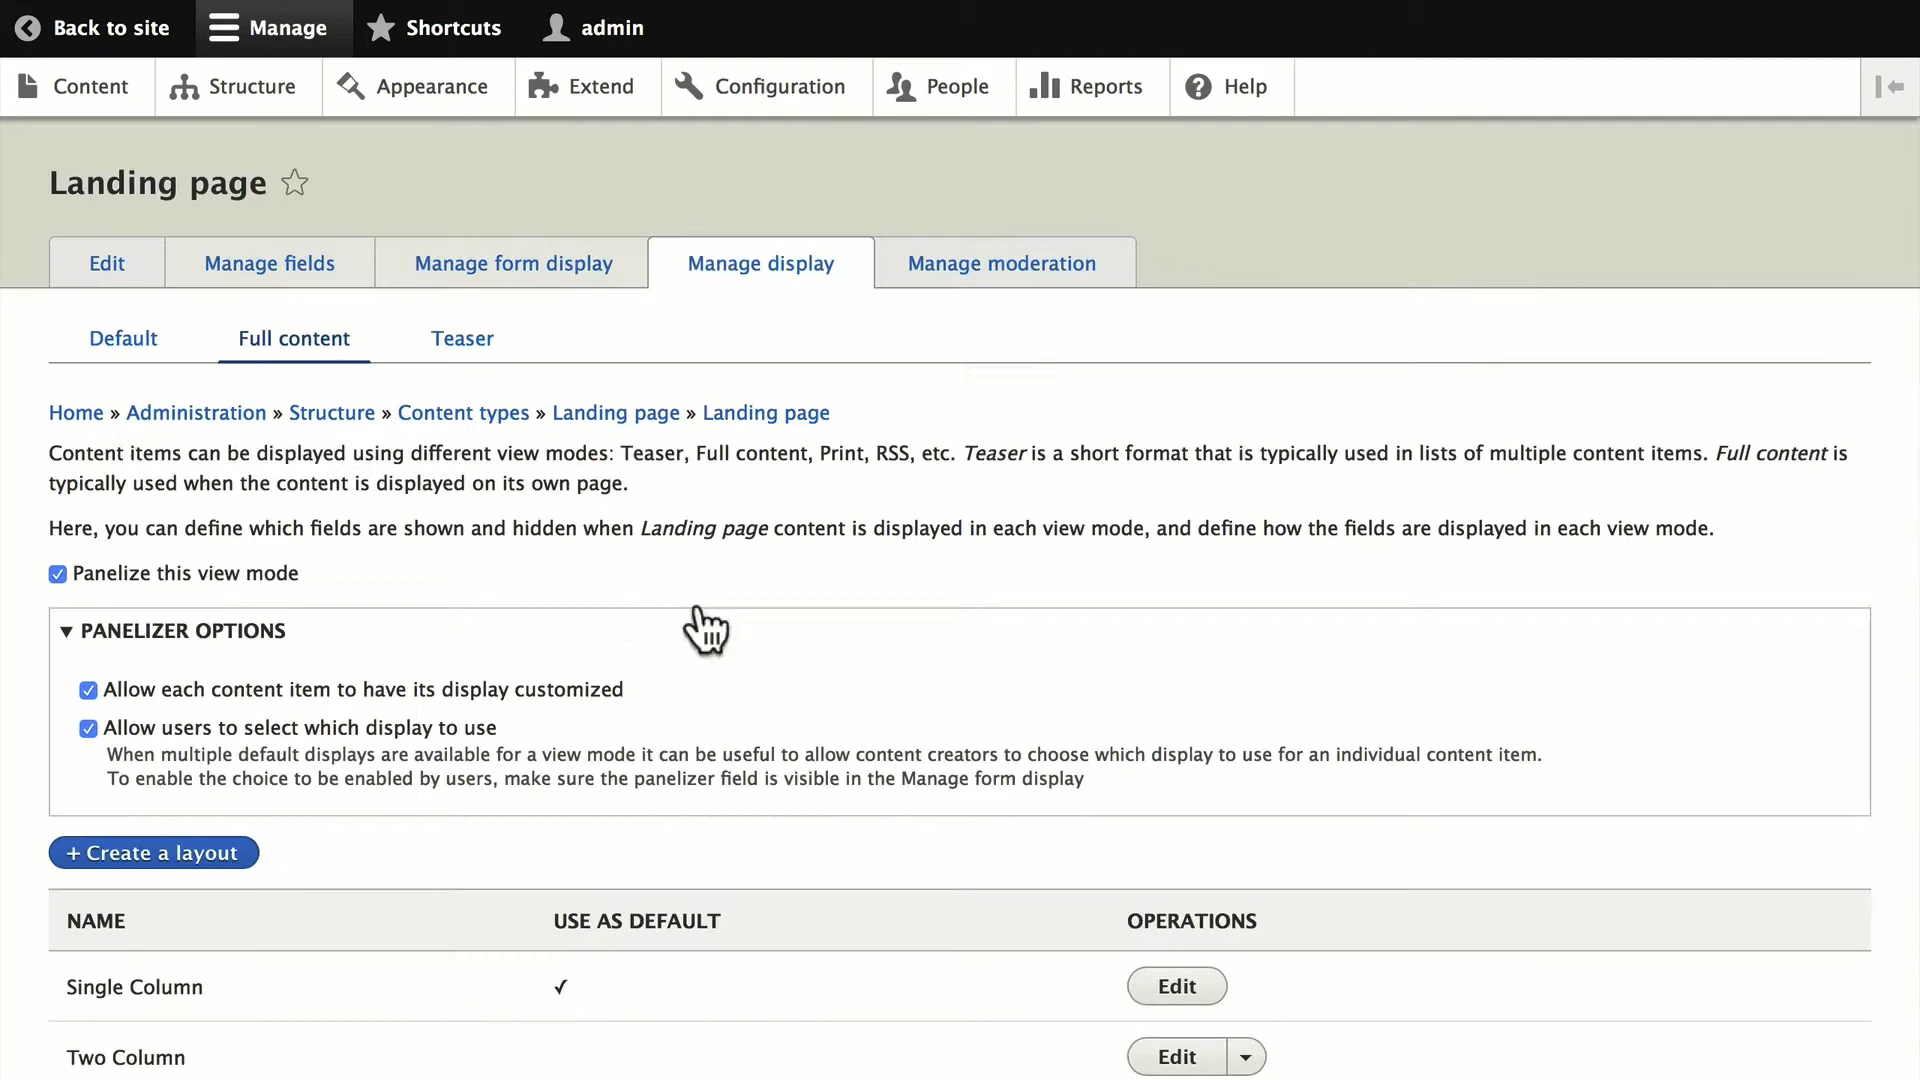 Back to site Manage Shortcuts admin
Content Structure Appearance Extend Configuration People Reports Help
Landing page
Edit Manage fields Manage form display Manage display Manage moderation
Default Full content Teaser
Home » Administration » Structure » Content types » Landing page » Landing page
Content items can be displayed using different view modes: Teaser, Full content, Print, RSS, etc. Teaser is a short format that is typically used in lists of multiple content items. Full content is
typically used when the content is displayed on its own page.
Here, you can define which fields are shown and hidden when Landing page content is displayed in each view mode, and define how the fields are displayed in each view mode.
Panelize this view mode
PANELIZER OPTIONS
Allow each content item to have its display customized
Allow users to select which display to use
When multiple default displays are available for a view mode it can be useful to allow content creators to choose which display to use for an individual content item.
To enable the choice to be enabled by users, make sure the panelizer field is visible in the Manage form display
+ Create a layout
NAME USE AS DEFAULT OPERATIONS
Single Column ✓ Edit
Two Column Edit